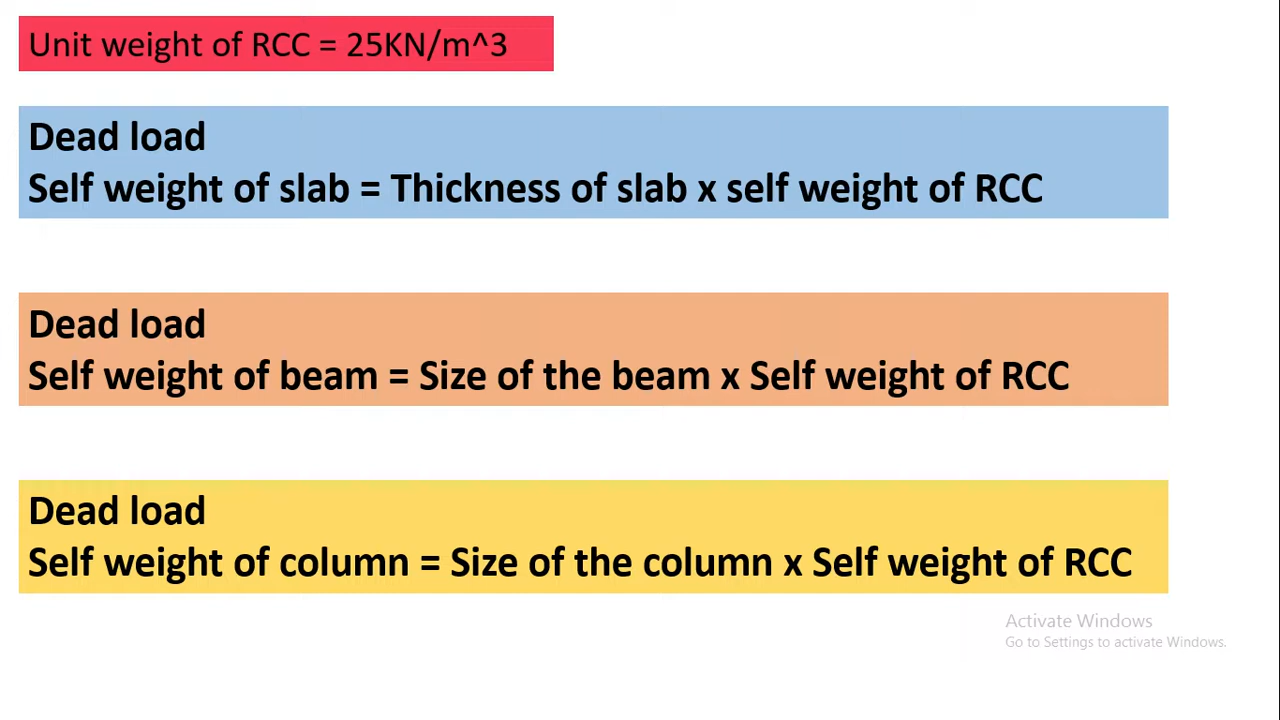 Unit weight of RCC = 25KN/m^3
Dead load
Self weight of slab = Thickness of slab x self weight of RCC
Dead load
Self weight of beam = Size of the beam x Self weight of RCC
Dead load
Self weight of column = Size of the column x Self weight of RCC
Activate Windows
Go to Settings to activate Windows.